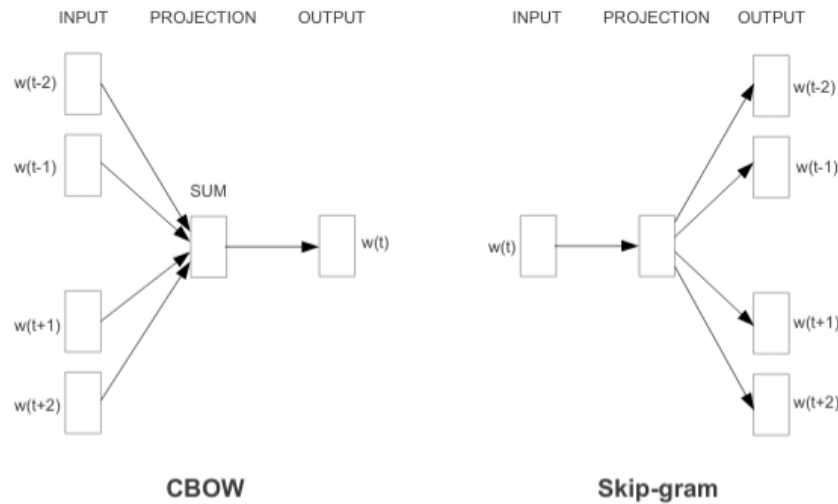 INPUT PROJECTION OUTPUT
w(t-2)
w(t-1)
SUM
w(t)
w(t+1)
w(t+2)
CBOW
INPUT PROJECTION OUTPUT
w(t-2)
w(t-1)
w(t)
w(t+1)
w(t+2)
Skip-gram